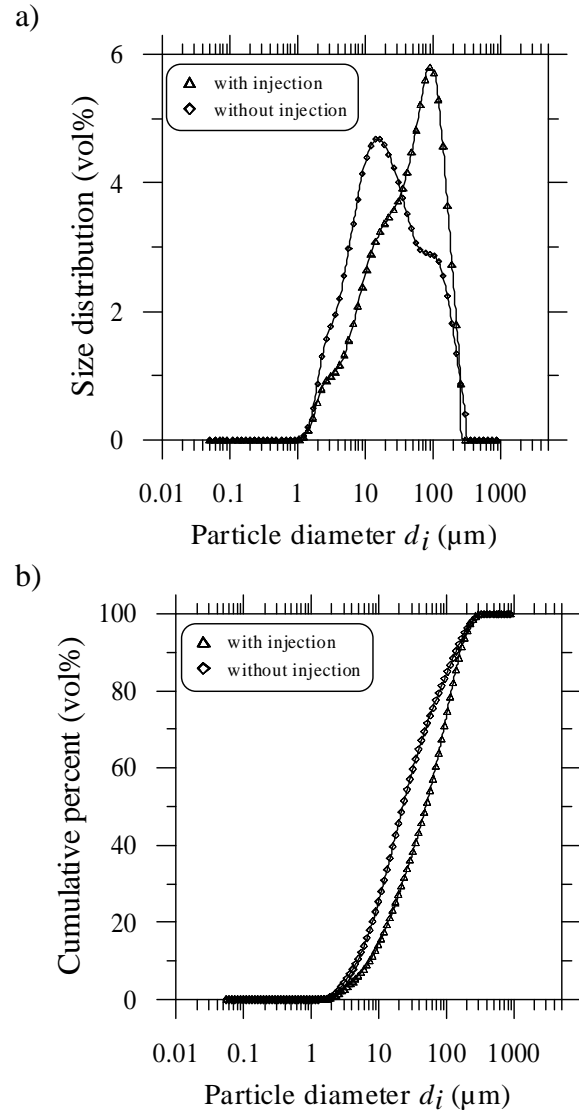 a)
6
4
2
0
Size distribution (vol%)
with injection
without injection
0.01 0.1 1 10 100 1000
Particle diameter di (µm)
b)
100
80
60
40
20
0
Cumulative percent (vol%)
with injection
without injection
0.01 0.1 1 10 100 1000
Particle diameter di (µm)